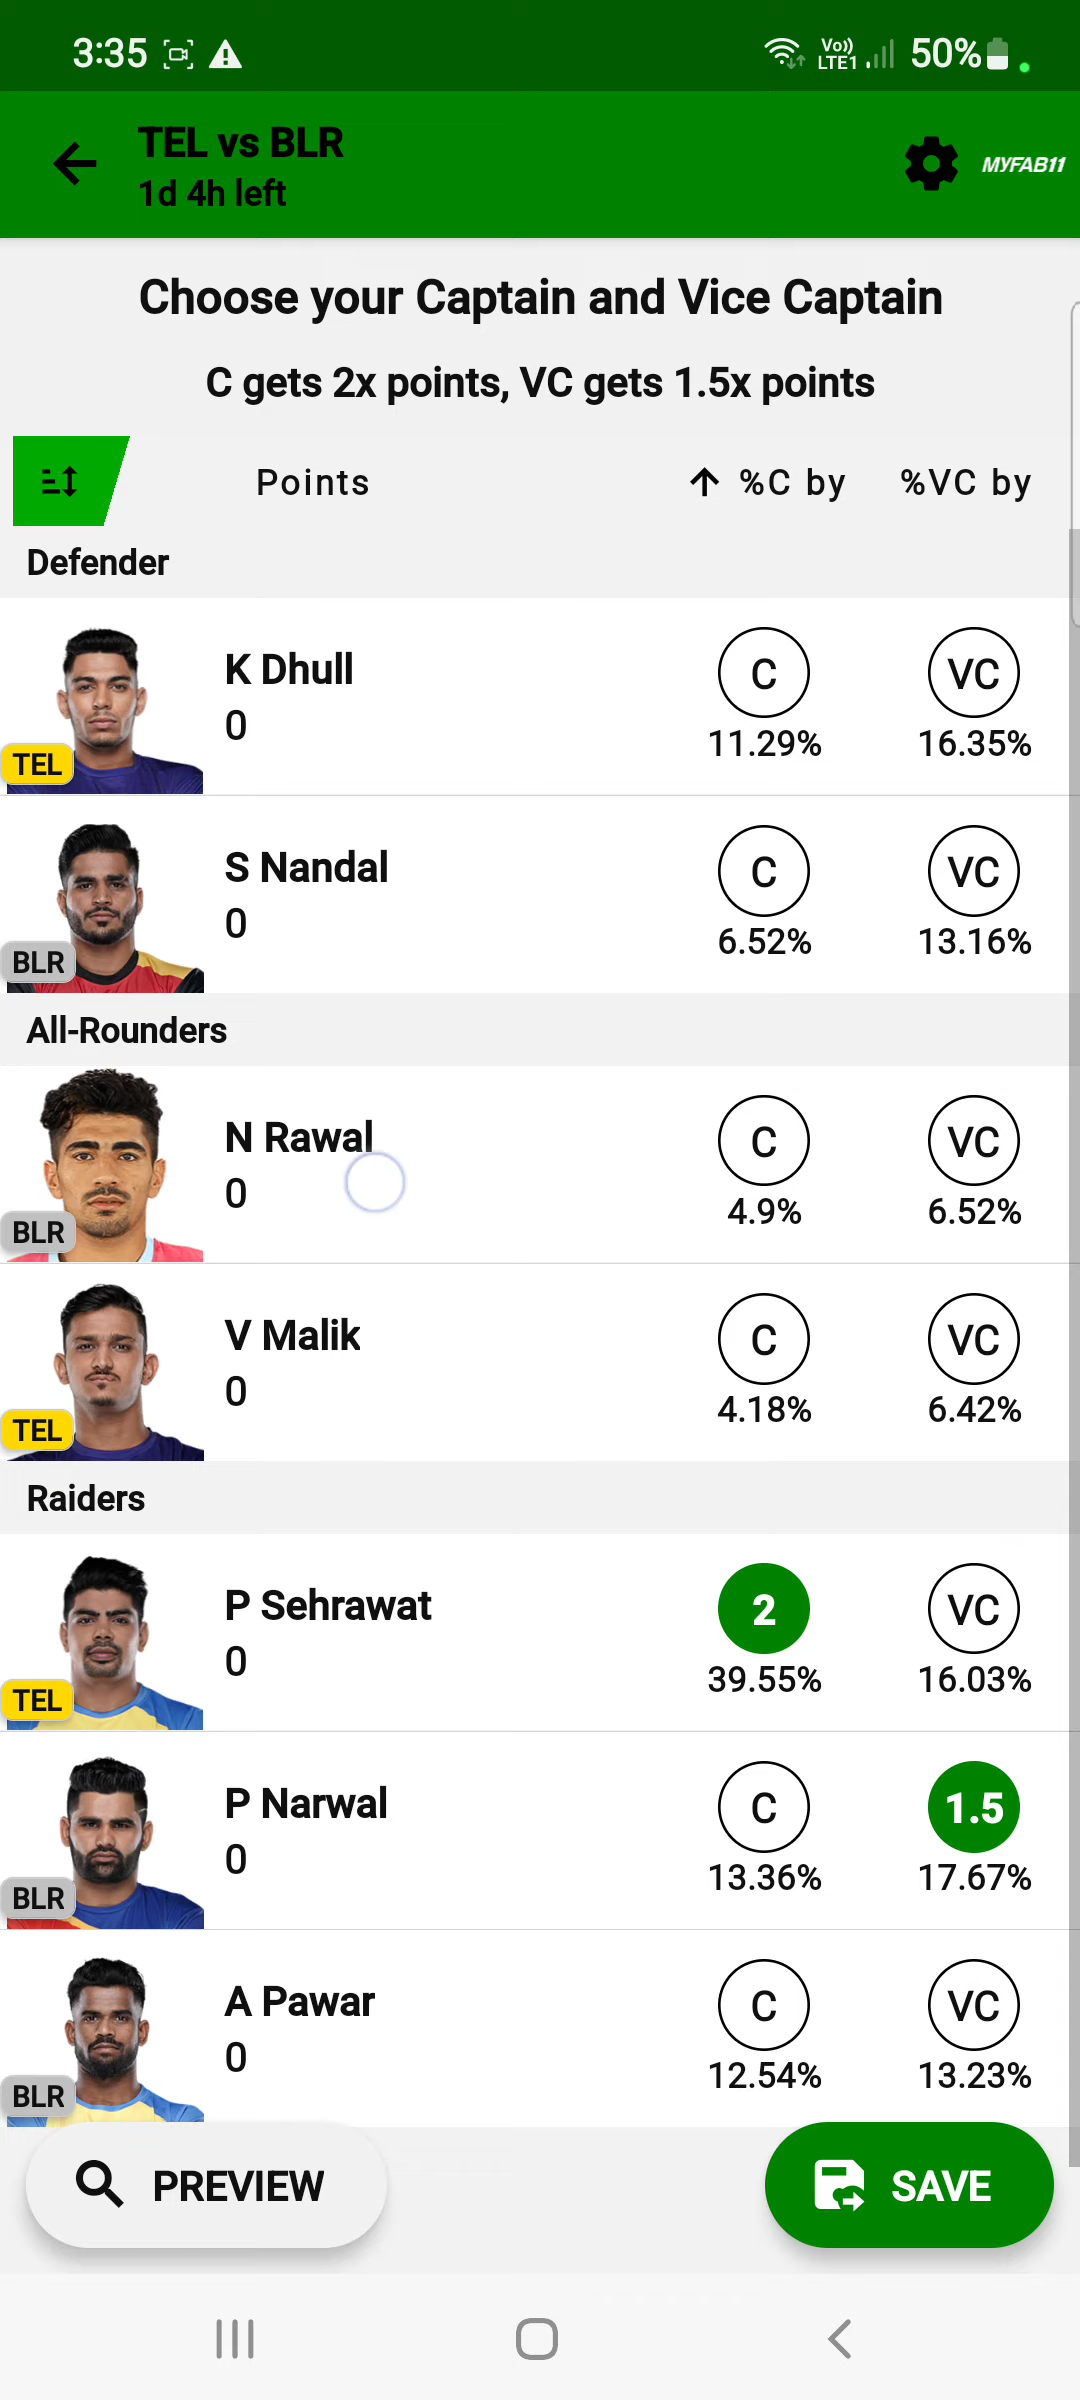 3:35
Vo)) LTE1 50%
TEL vs BLR
1d 4h left
MYFAB11
Choose your Captain and Vice Captain
C gets 2x points, VC gets 1.5x points
Points %C by %VC by
Defender
K Dhull
0
TEL
C VC
11.29% 16.35%
S Nandal
0
BLR
C VC
6.52% 13.16%
All-Rounders
N Rawal
0
BLR
C VC
4.9% 6.52%
V Malik
0
TEL
C VC
4.18% 6.42%
Raiders
P Sehrawat
0
TEL
2 VC
39.55% 16.03%
P Narwal
0
BLR
C 1.5
13.36% 17.67%
A Pawar
0
BLR
C VC
12.54% 13.23%
PREVIEW SAVE